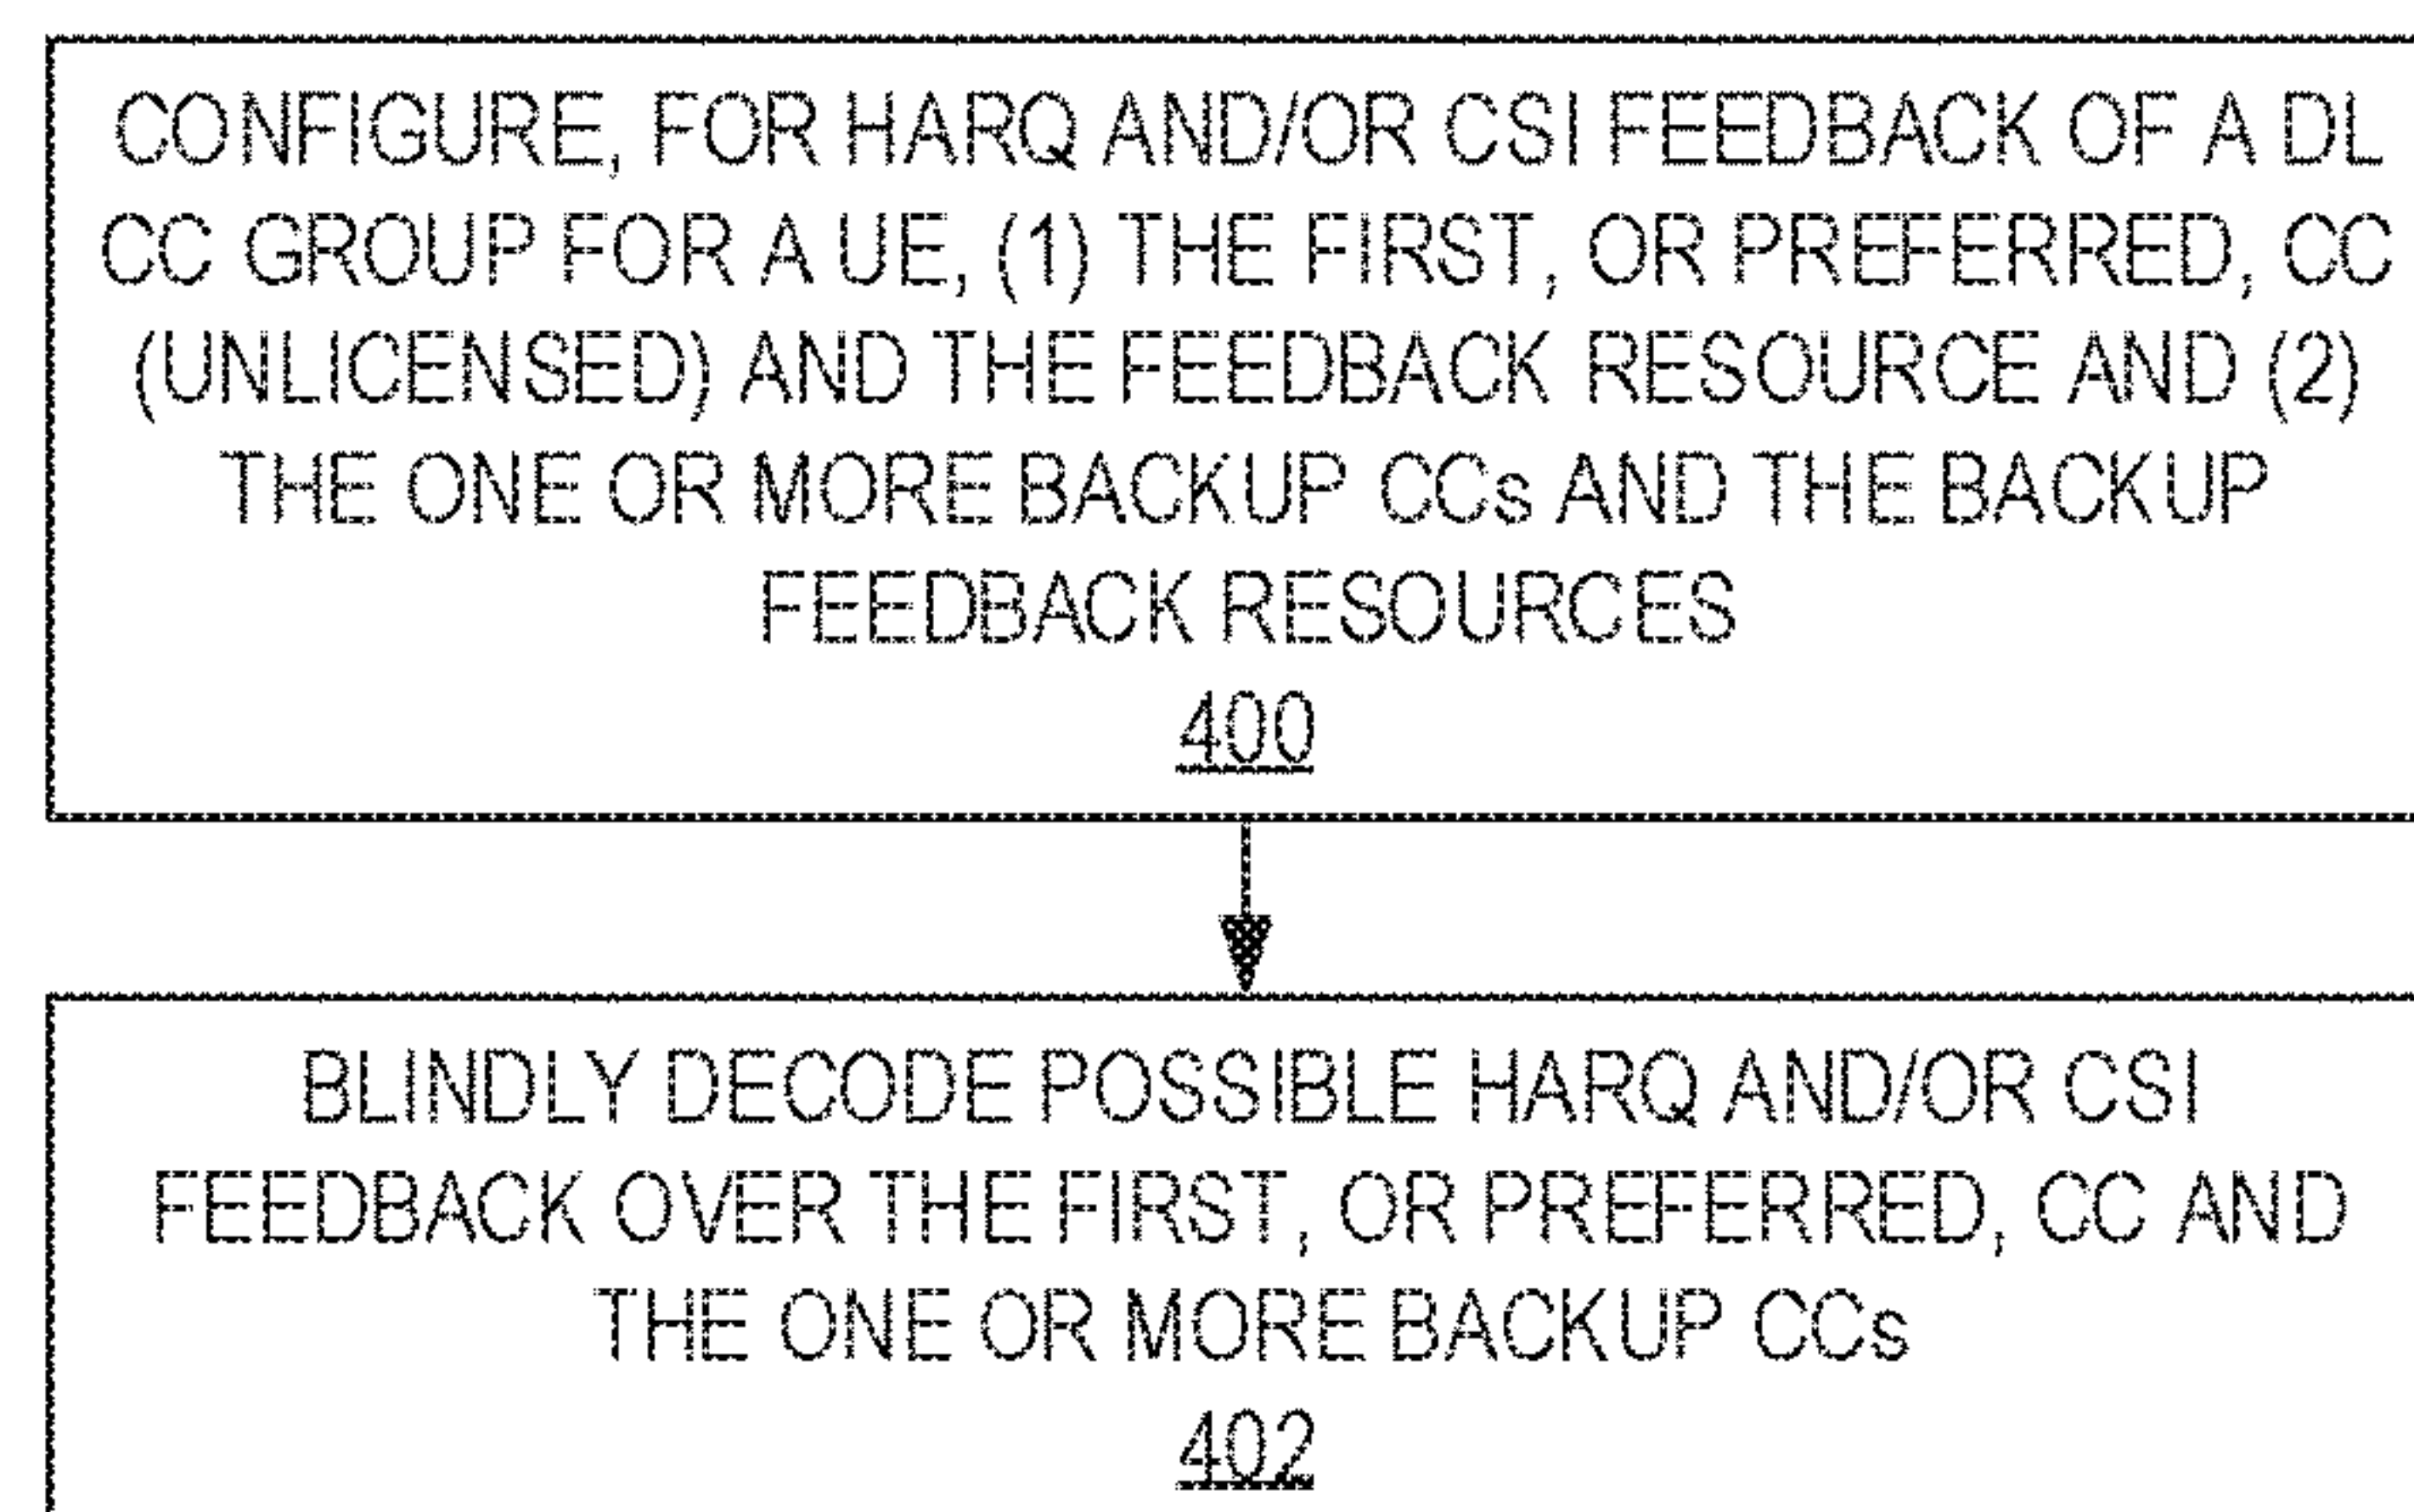 CONFIGURE, FOR HARQ AND/OR CSI FEEDBACK OF A DL
CC GROUP FOR A UE, (1) THE FIRST, OR PREFERRED, CC
(UNLICENSED) AND THE FEEDBACK RESOURCE AND (2)
THE ONE OR MORE BACKUP CCs AND THE BACKUP
FEEDBACK RESOURCES
400
BLINDLY DECODE POSSIBLE HARQ AND/OR CSI
FEEDBACK OVER THE FIRST, OR PREFERRED, CC AND
THE ONE OR MORE BACKUP CCs
402